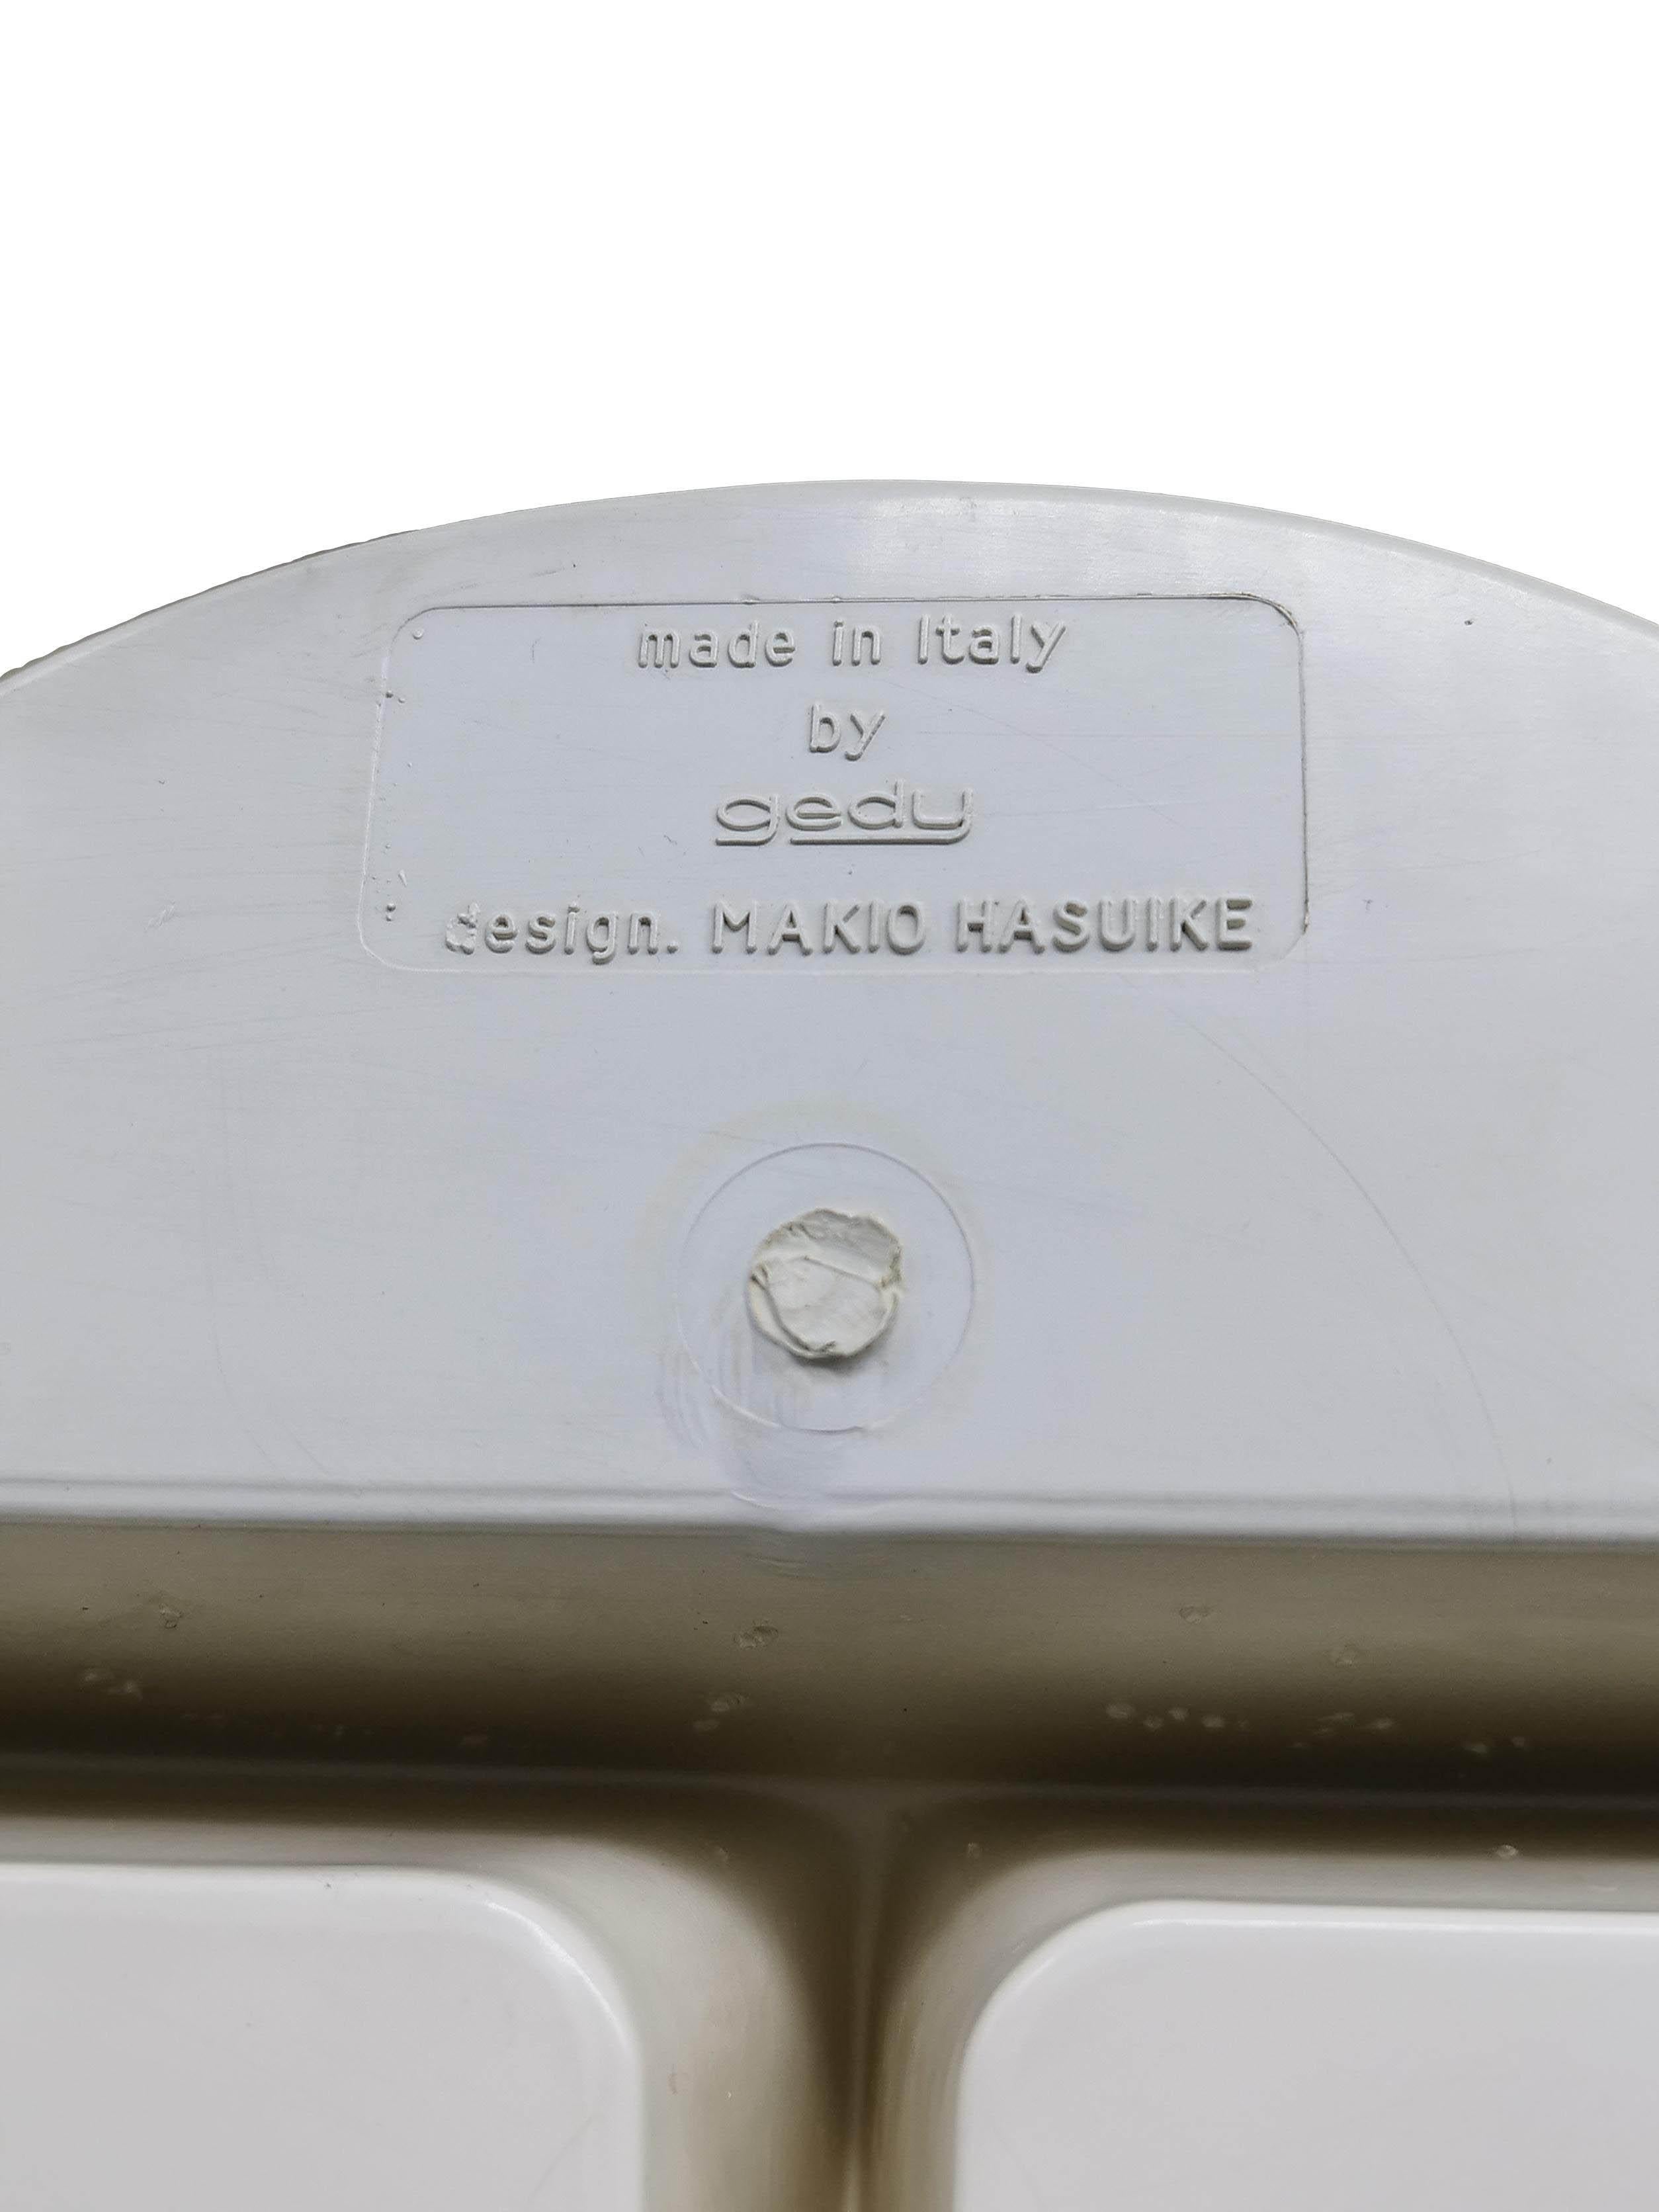 made in Italy
by
gedy
design. MAKIO HASUIKE